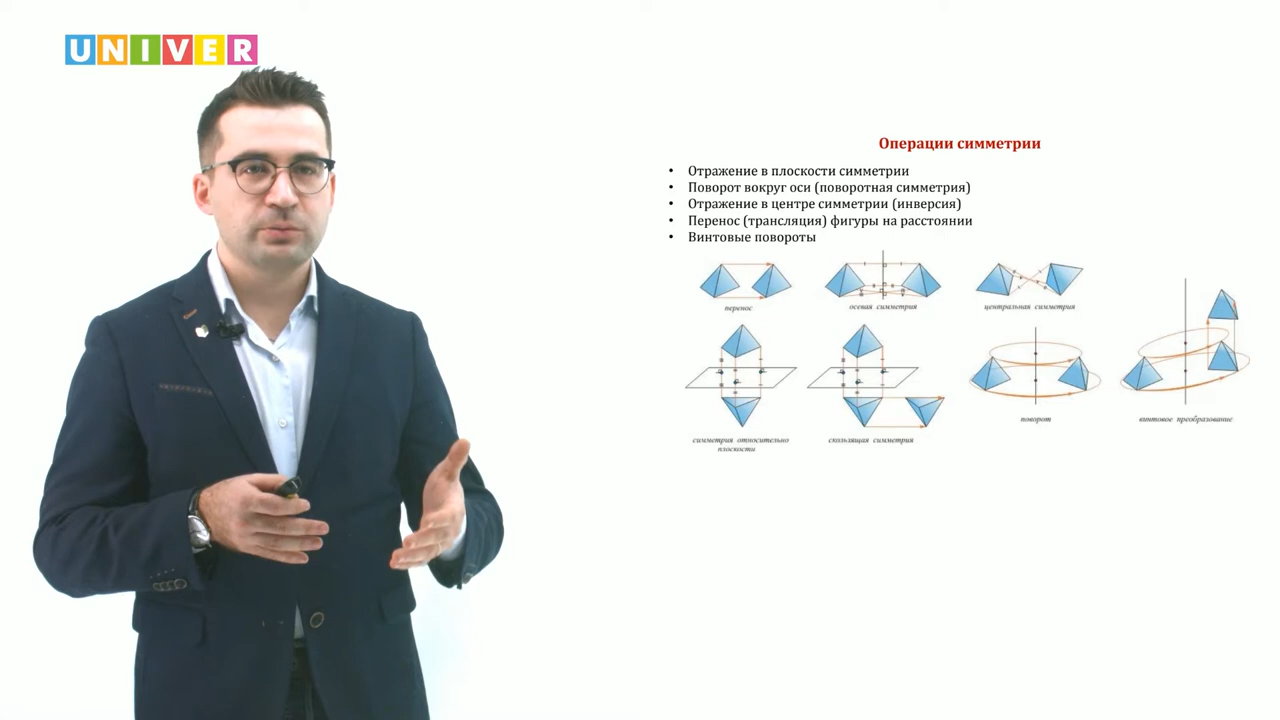 UNIVER
Операции симметрии
• Отражение в плоскости симметрии
• Поворот вокруг оси (поворотная симметрия)
• Отражение в центре симметрии (инверсия)
• Перенос (трансляция) фигуры на расстоянии
• Винтовые повороты
перенос
осевая симметрия
центральная симметрия
симметрия относительно
плоскости
скользящая симметрия
поворот
винтовое преобразование